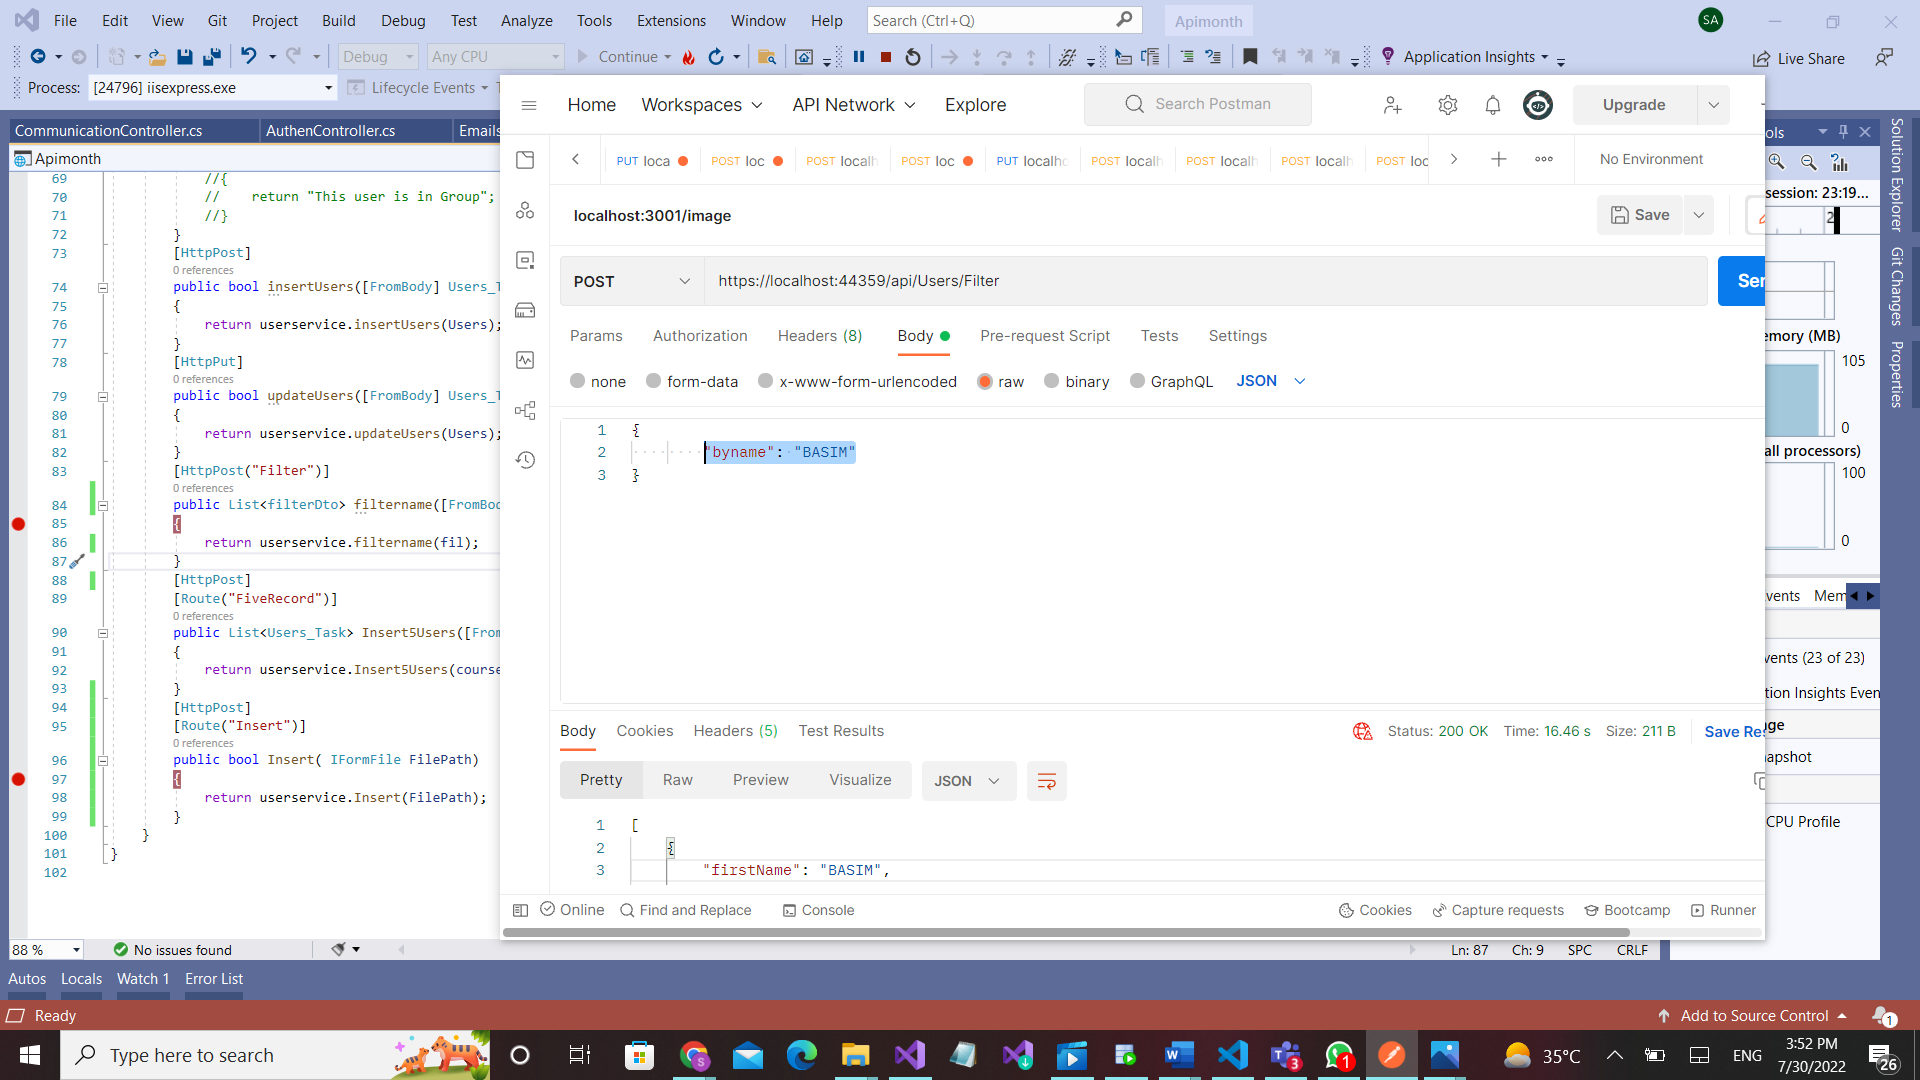 File Edit View Git Project Build Debug Test Analyze Tools Extensions Window Help Search (Ctrl+Q) Apimonth SA
Debug Any CPU Continue Application Insights Live Share
Process: [24796] iisexpress.exe Lifecycle Events
CommunicationController.cs AuthenController.cs Emails
Apimonth
69 //{
70 // return "This user is in Group";
71 //}
72 }
73 [HttpPost]
0 references
74 public bool insertUsers([FromBody] Users_T
75 {
76 return userservice.insertUsers(Users);
77 }
78 [HttpPut]
0 references
79 public bool updateUsers([FromBody] Users_T
80 {
81 return userservice.updateUsers(Users);
82 }
83 [HttpPost("Filter")]
0 references
84 public List<filterDto> filtername([FromBod
85 {
86 return userservice.filtername(fil);
87 }
88 [HttpPost]
89 [Route("FiveRecord")]
0 references
90 public List<Users_Task> Insert5Users([From
91 {
92 return userservice.Insert5Users(course
93 }
94 [HttpPost]
95 [Route("Insert")]
0 references
96 public bool Insert( IFormFile FilePath)
97 {
98 return userservice.Insert(FilePath);
99 }
100 }
101 }
102
88 % No issues found
Ln: 87 Ch: 9 SPC CRLF
Autos Locals Watch 1 Error List
Ready
Add to Source Control 1
Home Workspaces API Network Explore Search Postman Upgrade
PUT loca POST loc POST localh POST loc PUT localho POST localh POST localh POST localh POST loc No Environment
localhost:3001/image Save
POST https://localhost:44359/api/Users/Filter Ser
Params Authorization Headers (8) Body Pre-request Script Tests Settings
none form-data x-www-form-urlencoded raw binary GraphQL JSON
1 {
2 "byname": "BASIM"
3 }
Body Cookies Headers (5) Test Results Status: 200 OK Time: 16.46 s Size: 211 B Save Res
Pretty Raw Preview Visualize JSON
1 [
2 {
3 "firstName": "BASIM",
Online Find and Replace Console Cookies Capture requests Bootcamp Runner
ols
session: 23:19...
2
emory (MB)
105
0
all processors)
100
0
vents Mem
vents (23 of 23)
tion Insights Even
age
apshot
CPU Profile
Solution Explorer
Git Changes
Properties
Type here to search
3
1
35°C ENG
3:52 PM
7/30/2022
26